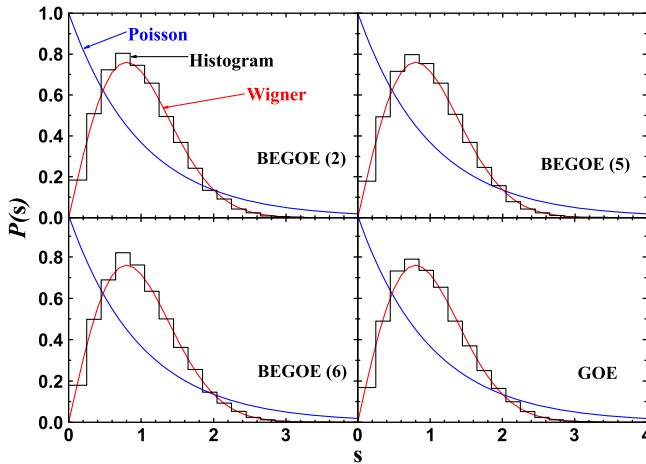 1.0
Poisson
Histogram
0.8
0.6
Wigner
0.4
BEGOE (2)
BEGOE (5)
0.2
0.0
P(s)
0.8
0.6
0.4
BEGOE (6)
GOE
0.2
0.0
0 1 2 3 0 1 2 3 4
s